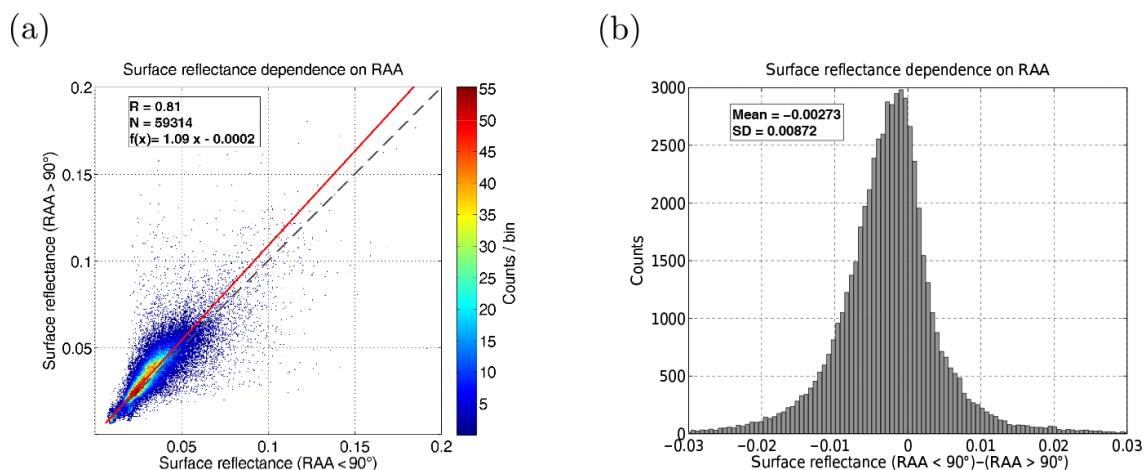 (a)
Surface reflectance dependence on RAA
R = 0.81
N = 59314
f(x)= 1.09 x - 0.0002
0.2
0.15
0.1
0.05
Surface reflectance (RAA > 90°)
0.05 0.1 0.15 0.2
Surface reflectance (RAA < 90°)
55
50
45
40
35
30
25
20
15
10
5
Counts / bin
(b)
Surface reflectance dependence on RAA
Mean = −0.00273
SD = 0.00872
3000
2500
2000
1500
1000
500
0
Counts
−0.03 −0.02 −0.01 0 0.01 0.02 0.03
Surface reflectance (RAA < 90°)−(RAA > 90°)